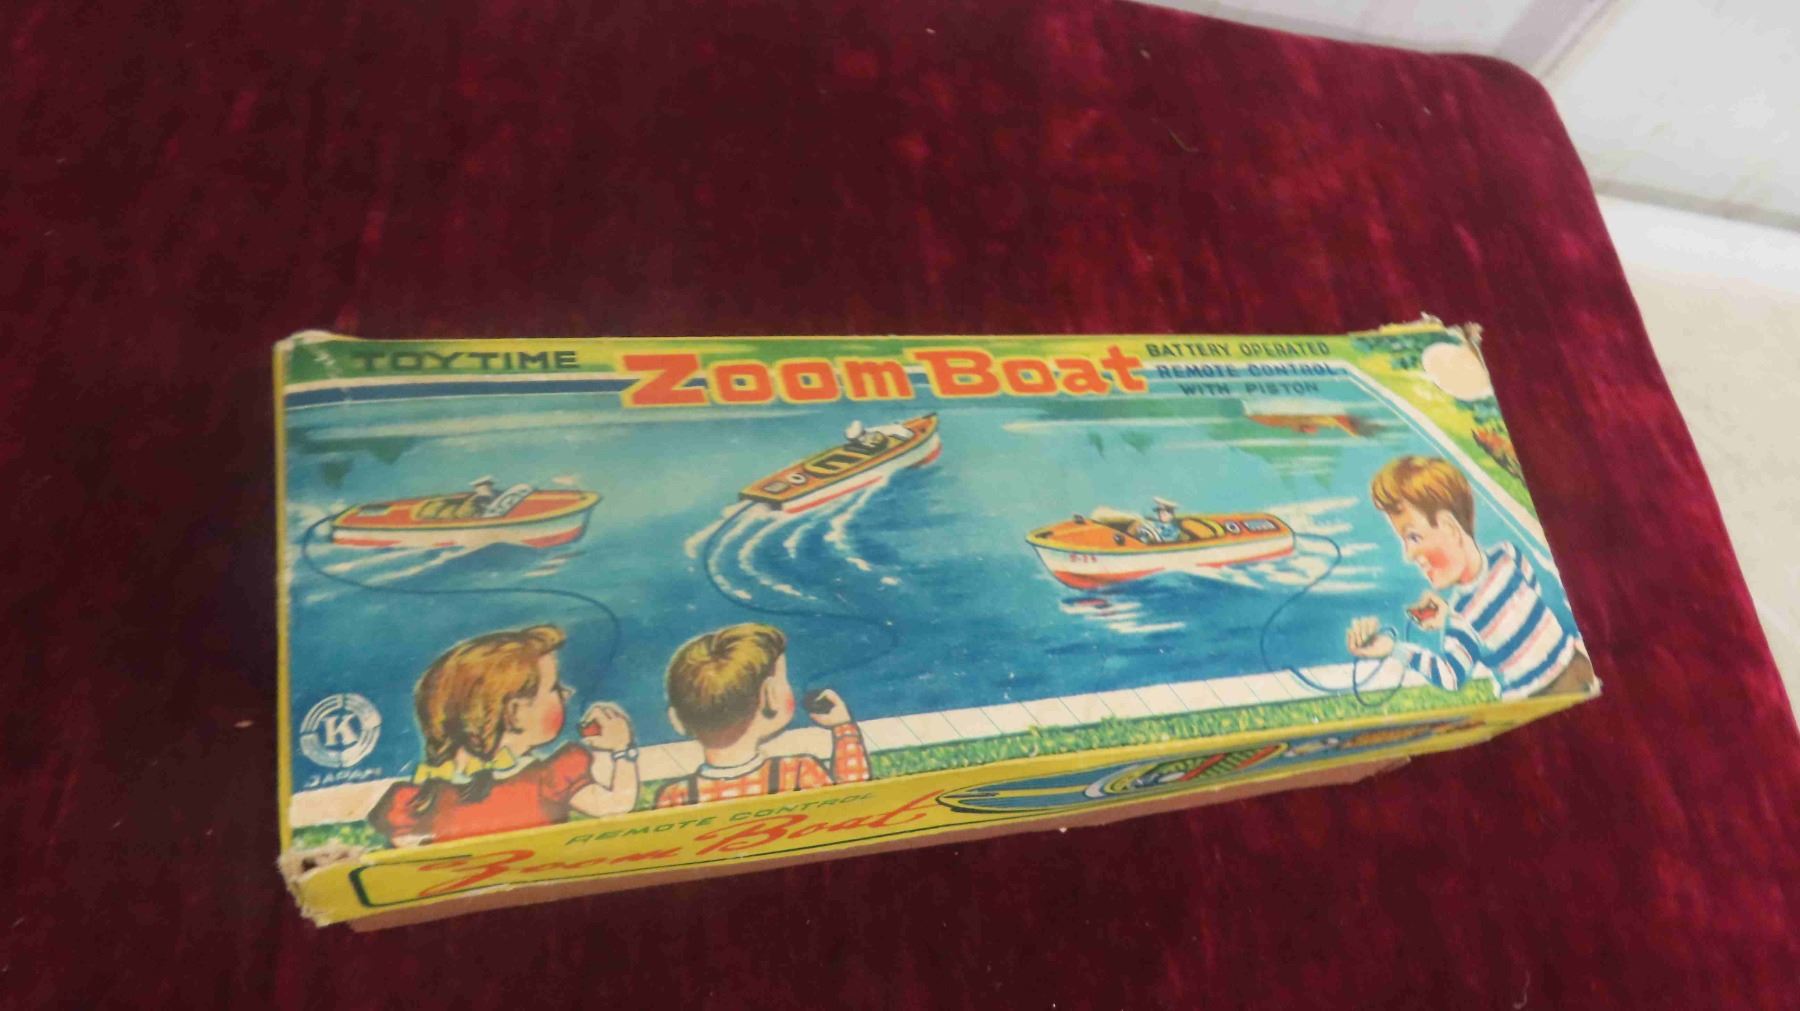 TOYTIME
Zoom Boat
BATTERY OPERATED
REMOTE CONTROL
WITH PISTON
K
JAPAN
REMOTE CONTROL
Zoom Boat